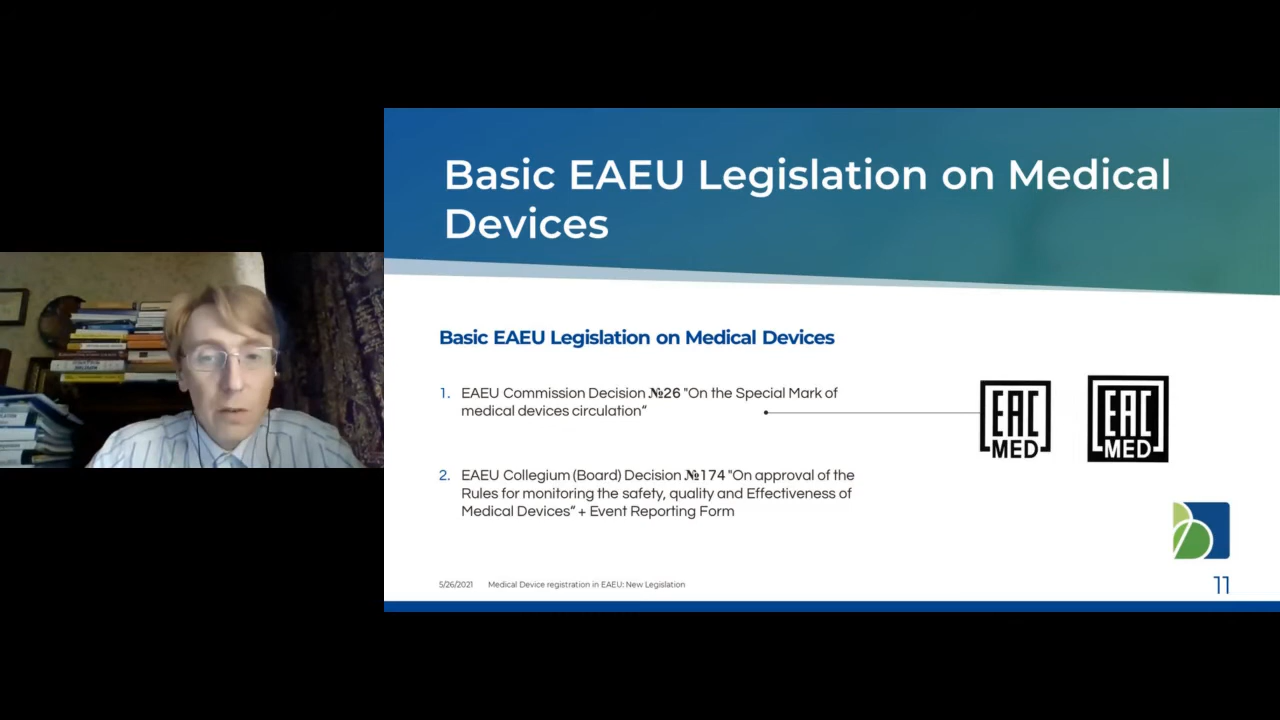 Basic EAEU Legislation on Medical
Devices
Basic EAEU Legislation on Medical Devices
1. EAEU Commission Decision №26 "On the Special Mark of
medical devices circulation“
EAC
MED
EAC
MED
2. EAEU Collegium (Board) Decision №174 "On approval of the
Rules for monitoring the safety, quality and Effectiveness of
Medical Devices“ + Event Reporting Form
5/26/2021 Medical Device registration in EAEU: New Legislation
11